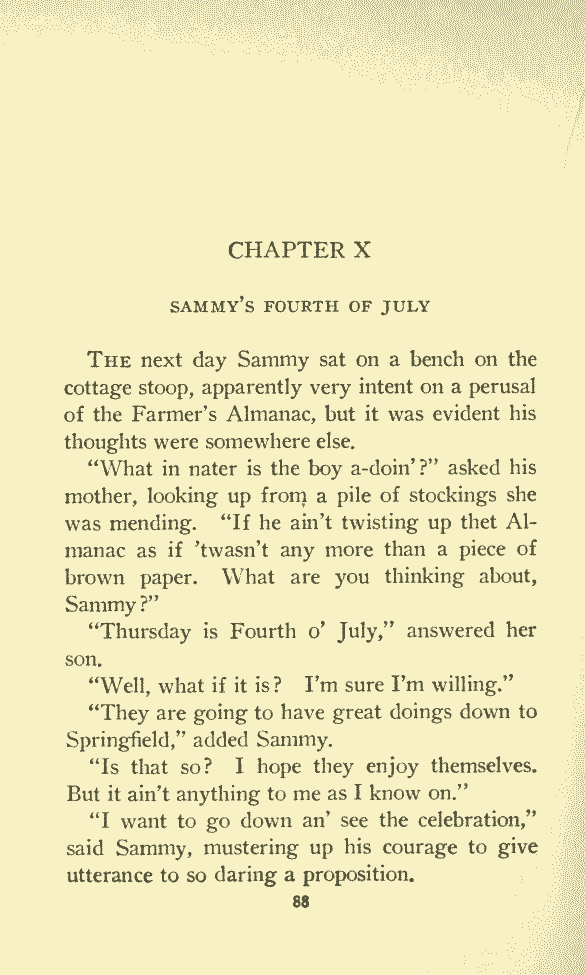 CHAPTER X
SAMMY'S FOURTH OF JULY
THE next day Sammy sat on a bench on the
cottage stoop, apparently very intent on a perusal
of the Farmer's Almanac, but it was evident his
thoughts were somewhere else.
“What in nater is the boy a-doin'?” asked his
mother, looking up from a pile of stockings she
was mending. “If he ain't twisting up thet Al-
manac as if 'twasn't any more than a piece of
brown paper. What are you thinking about,
Sammy?”
“Thursday is Fourth o' July,” answered her
son.
“Well, what if it is? I'm sure I'm willing.”
“They are going to have great doings down to
Springfield,” added Sammy.
“Is that so? I hope they enjoy themselves.
But it ain't anything to me as I know on.”
“I want to go down an' see the celebration,”
said Sammy, mustering up his courage to give
utterance to so daring a proposition.
88